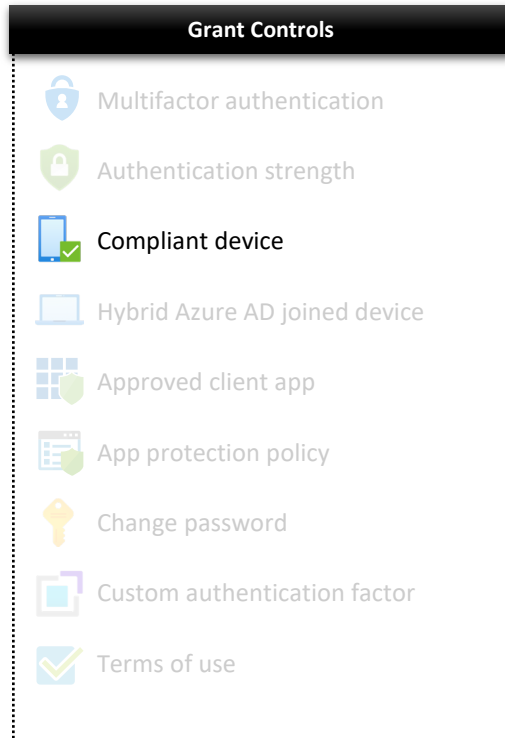 Grant Controls
Multifactor authentication
Authentication strength
Compliant device
Hybrid Azure AD joined device
Approved client app
App protection policy
Change password
Custom authentication factor
Terms of use